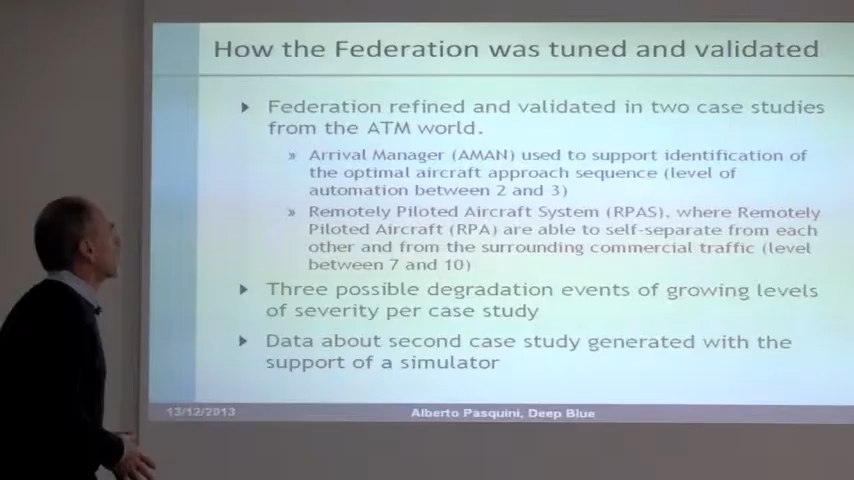 How the Federation was tuned and validated
Federation refined and validated in two case studies
from the ATM world.
» Arrival Manager (AMAN) used to support identification of
the optimal aircraft approach sequence (level of
automation between 2 and 3)
» Remotely Piloted Aircraft System (RPAS), where Remotely
Piloted Aircraft (RPA) are able to self-separate from each
other and from the surrounding commercial traffic (level
between 7 and 10)
Three possible degradation events of growing levels
of severity per case study
Data about second case study generated with the
support of a simulator
13/12/2013 Alberto Pasquini, Deep Blue